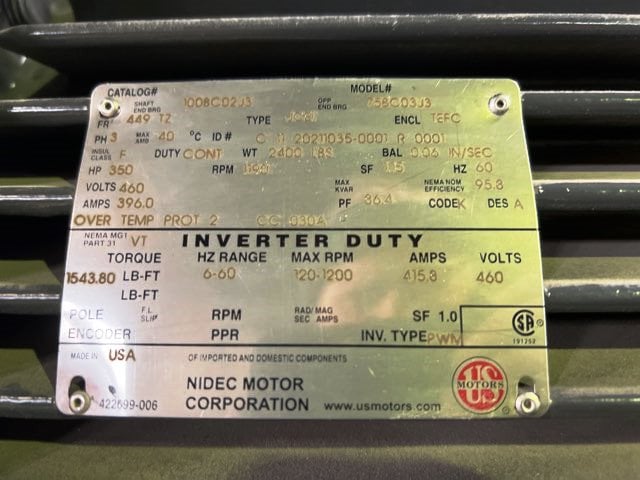 CATALOG# MODEL#
SHAFT END BRG 100BC02J3 OPP END BRG 65BC03J3
FR 449 TZ TYPE ENCL TEFC
PH 3 MAX AMB 40 °C ID # 20211035-0001 R 0001
INSUL CLASS F DUTY CONT WT 2400 LBS BAL 0.06 IN/SEC
HP 350 RPM SF HZ 60
VOLTS 460 MAX KVAR NEMA NOM EFFICIENCY 95.8
AMPS 396.0 PF 36.4 CODE K DES A
OVER TEMP PROT 2 CC 030A
NEMA MG1 PART 31 VT INVERTER DUTY
TORQUE HZ RANGE MAX RPM AMPS VOLTS
1543.80 LB-FT 6-60 120-1200 415.8 460
LB-FT
POLE F.L. SLIP RPM RAD/MAG SEC AMPS SF 1.0
ENCODER PPR INV. TYPE PWM
SA
191252
MADE IN USA OF IMPORTED AND DOMESTIC COMPONENTS
NIDEC MOTOR
CORPORATION www.usmotors.com
422699-006
US MOTORS